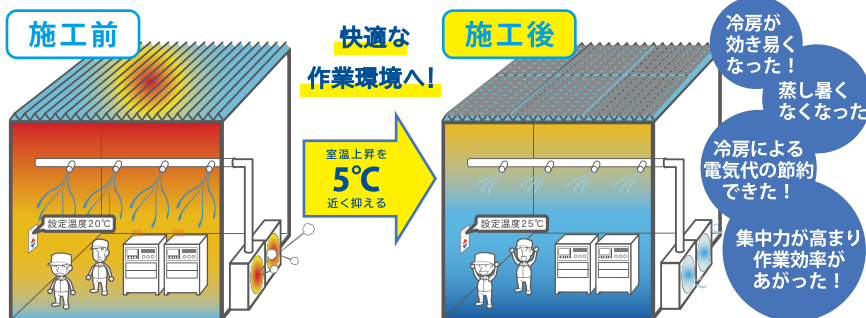 施工前
設定温度20℃
快適な
作業環境へ!
室温上昇を
5℃
近く抑える
施工後
設定温度25℃
冷房が
効き易く
なった！
蒸し暑く
なくなった
冷房による
電気代の節約
できた！
集中力が高まり
作業効率が
あがった！